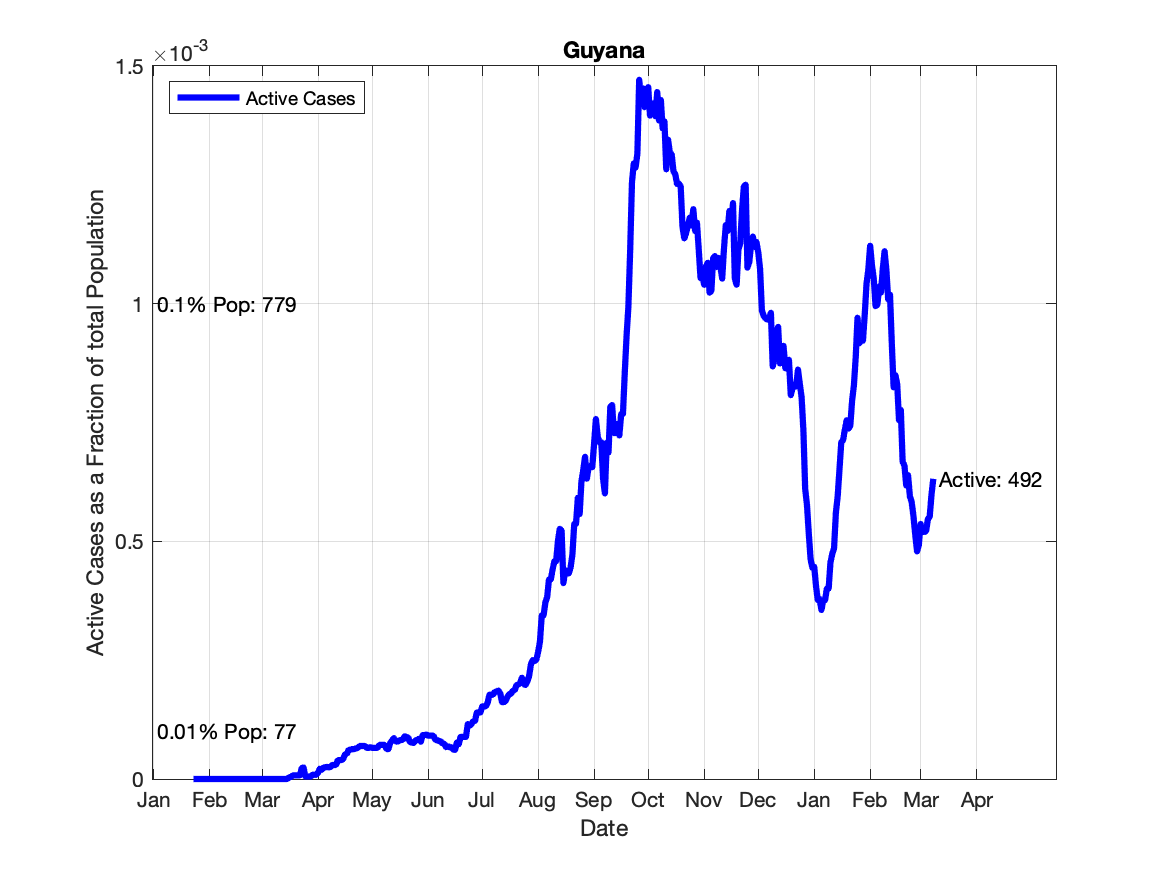 Guyana
×10-3
1.5
Active Cases
1
0.1% Pop: 779
0.5
Active: 492
0.01% Pop: 77
0
Jan Feb Mar Apr May Jun Jul Aug Sep Oct Nov Dec Jan Feb Mar Apr
Date
Active Cases as a Fraction of total Population